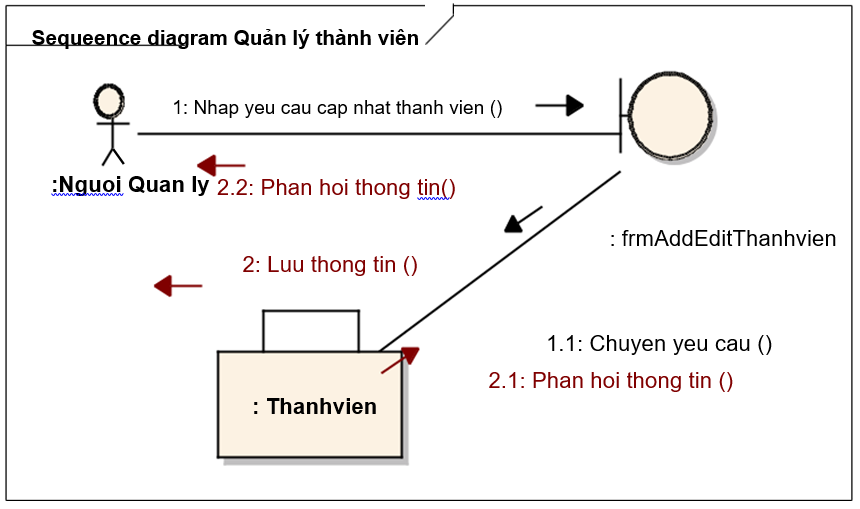 Sequeence diagram Quản lý thành viên
1: Nhap yeu cau cap nhat thanh vien ()
:Nguoi Quan ly
2.2: Phan hoi thong tin()
: frmAddEditThanhvien
2: Luu thong tin ()
1.1: Chuyen yeu cau ()
2.1: Phan hoi thong tin ()
: Thanhvien